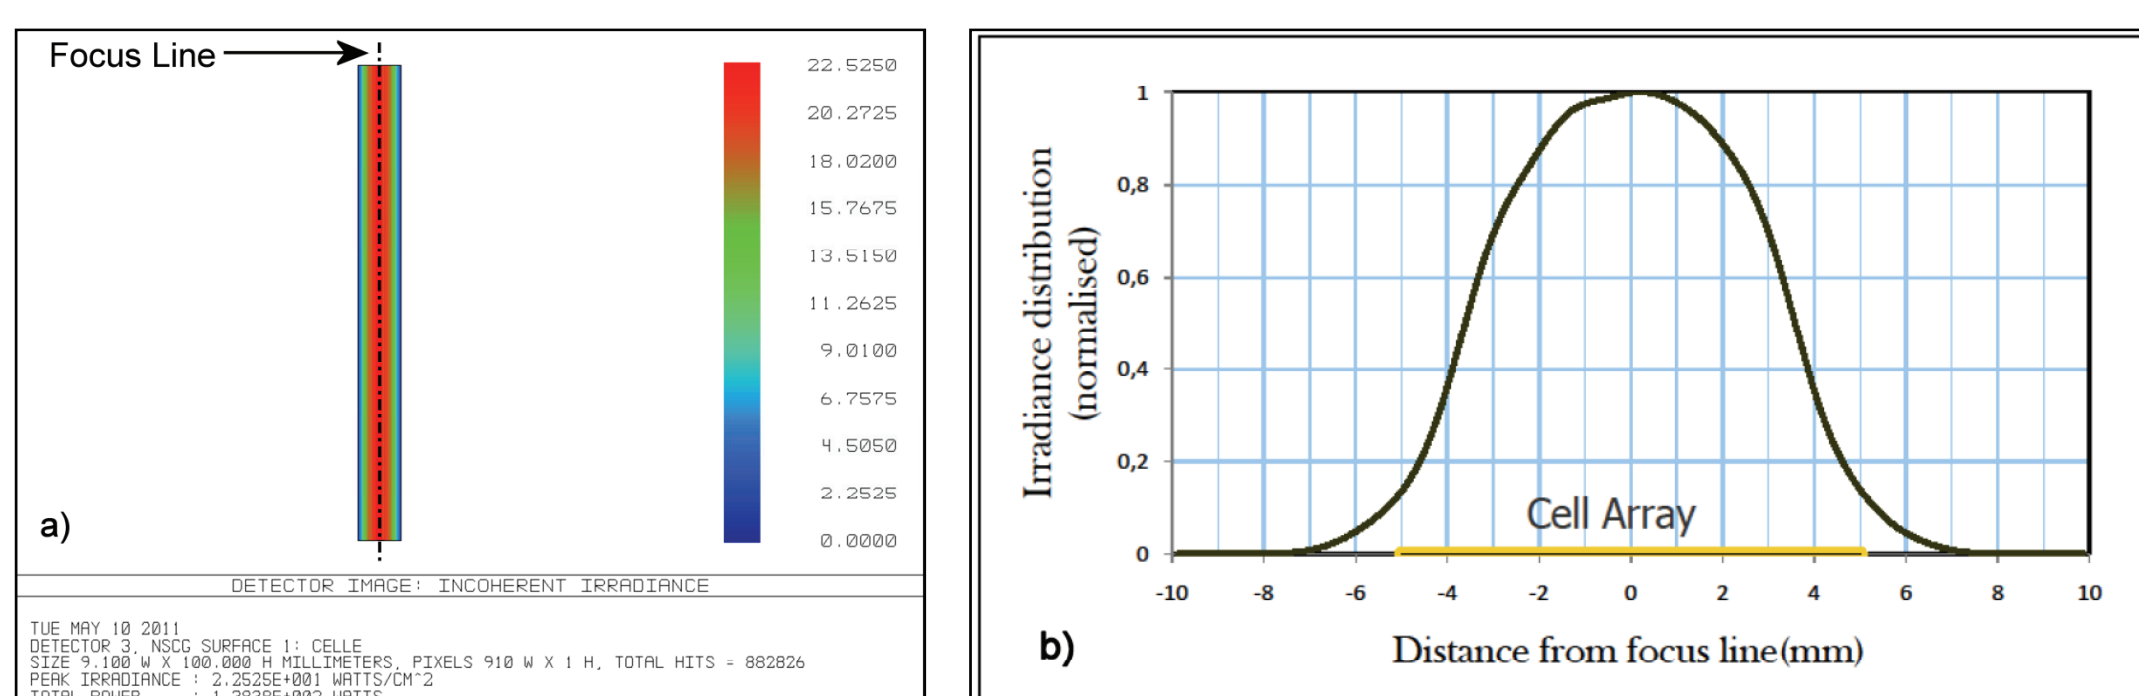 Focus Line
22.5250
20.2725
18.0200
15.7675
13.5150
11.2625
9.0100
6.7575
4.5050
2.2525
0.0000
a)
DETECTOR IMAGE: INCOHERENT IRRADIANCE
TUE MAY 10 2011
DETECTOR 3, NSCG SURFACE 1: CELLE
SIZE 9.100 W X 100.000 H MILLIMETERS, PIXELS 910 W X 1 H, TOTAL HITS = 882826
PEAK IRRADIANCE : 2.2525E+001 WATTS/CM^2
Irradiance distribution
(normalised)
1
0,8
0,6
0,4
0,2
0
Cell Array
-10 -8 -6 -4 -2 0 2 4 6 8 10
b)
Distance from focus line(mm)